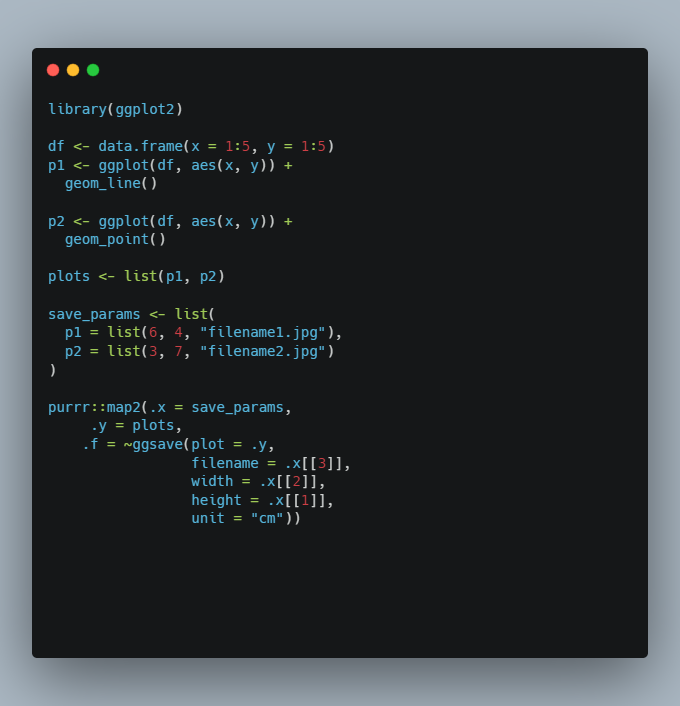 library(ggplot2)
df <- data.frame(x = 1:5, y = 1:5)
p1 <- ggplot(df, aes(x, y)) +
  geom_line()
p2 <- ggplot(df, aes(x, y)) +
  geom_point()
plots <- list(p1, p2)
save_params <- list(
  p1 = list(6, 4, "filename1.jpg"),
  p2 = list(3, 7, "filename2.jpg")
)
purrr::map2(.x = save_params,
     .y = plots,
    .f = ~ggsave(plot = .y,
                 filename = .x[[3]],
                 width = .x[[2]],
                 height = .x[[1]],
                 unit = "cm"))